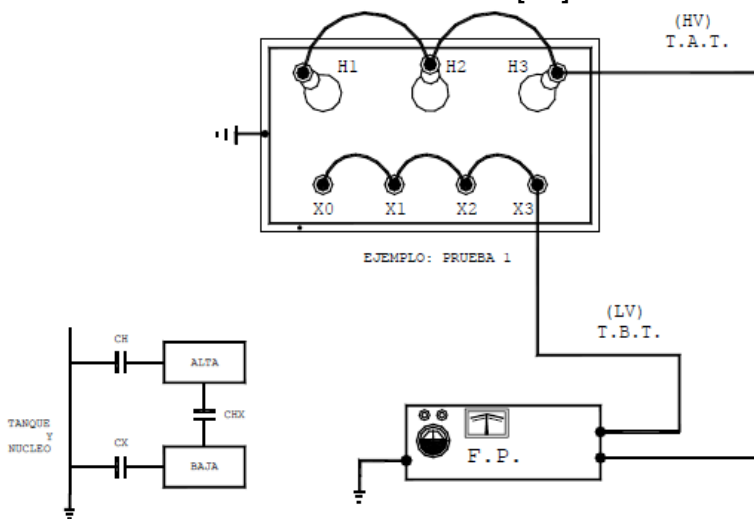 (HV)
T.A.T.
H1 H2 H3
X0 X1 X2 X3
EJEMPLO: PRUEBA 1
(LV)
T.B.T.
CH
ALTA
CHX
TANQUE
Y
NUCLEO
CX
BAJA
F.P.